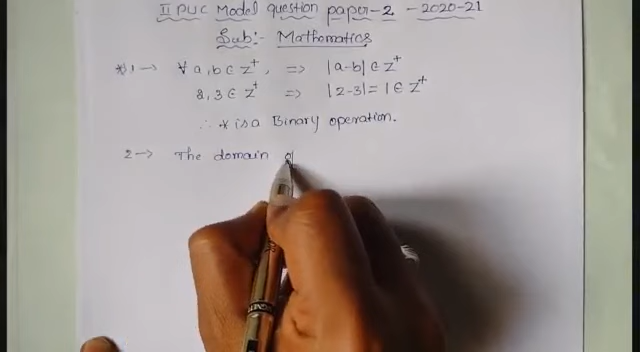 II PUC Model question paper-2 - 2020-21
Sub:- Mathematics
*1→ ∀ a,b∈Z⁺, => |a-b|∈Z⁺
2,3∈Z⁺ => |2-3|=1∈Z⁺
∴ * is a Binary operation.
2→ The domain o